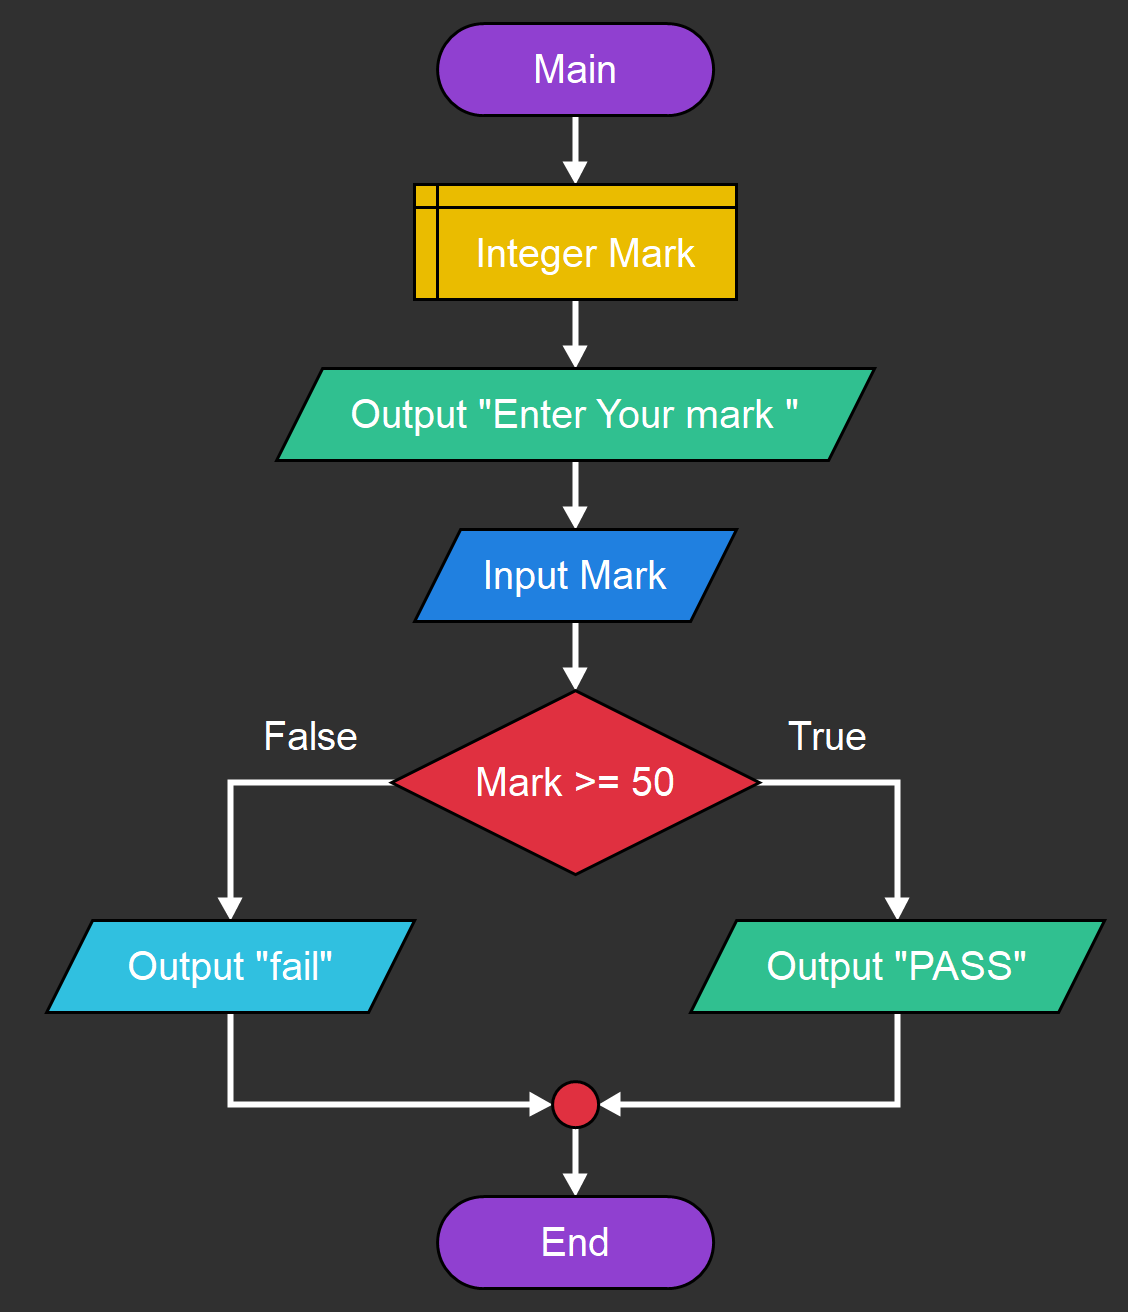 Main
Integer Mark
Output "Enter Your mark "
Input Mark
False
True
Mark >= 50
Output "fail"
Output "PASS"
End